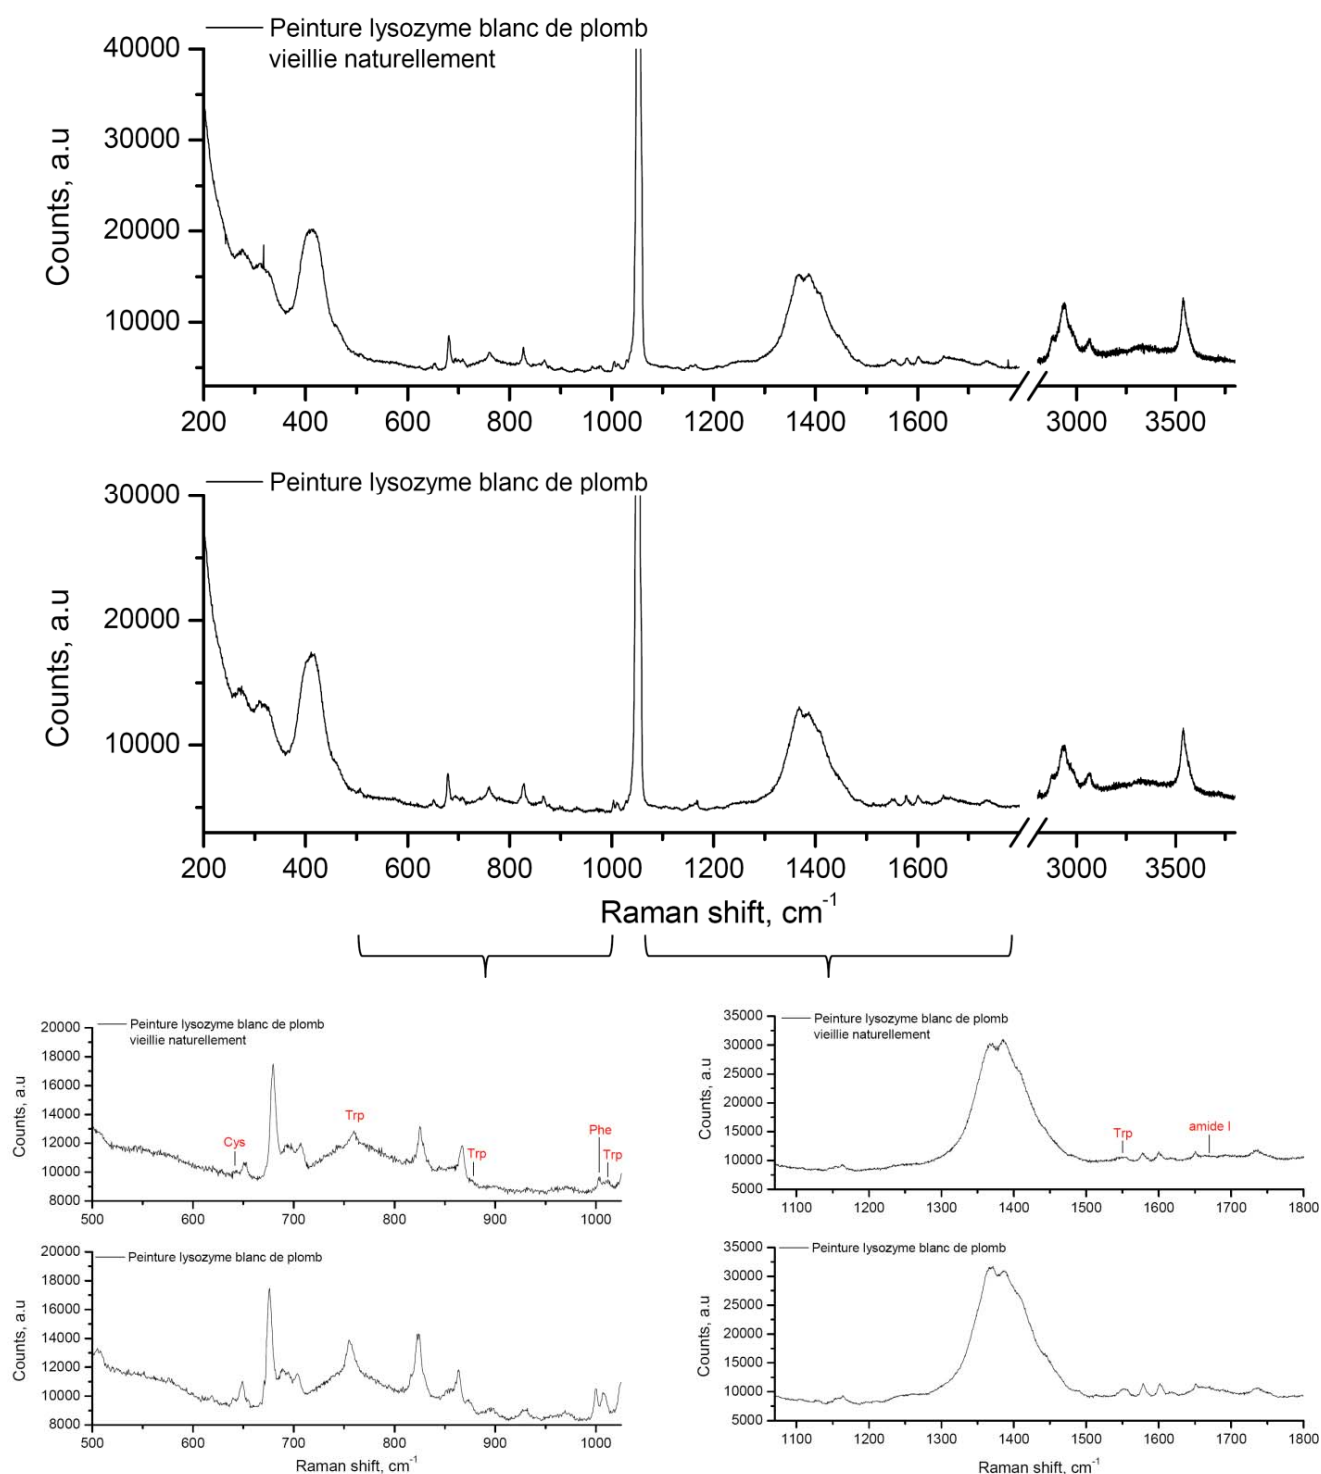 Peinture lysozyme blanc de plomb
vieillie naturellement
40000
30000
20000
10000
Counts, a.u
200 400 600 800 1000 1200 1400 1600 3000 3500
Peinture lysozyme blanc de plomb
30000
20000
10000
Counts, a.u
200 400 600 800 1000 1200 1400 1600 3000 3500
Raman shift, cm-1
Peinture lysozyme blanc de plomb
vieillie naturellement
20000
18000
16000
14000
12000
10000
8000
Counts, a.u
Cys
Trp
Trp
Phe
Trp
500 600 700 800 900 1000
Peinture lysozyme blanc de plomb
vieillie naturellement
35000
30000
25000
20000
15000
10000
5000
Counts, a.u
Trp
amide I
1100 1200 1300 1400 1500 1600 1700 1800
Peinture lysozyme blanc de plomb
20000
18000
16000
14000
12000
10000
8000
Counts, a.u
500 600 700 800 900 1000
Raman shift, cm-1
Peinture lysozyme blanc de plomb
35000
30000
25000
20000
15000
10000
5000
Counts, a.u
1100 1200 1300 1400 1500 1600 1700 1800
Raman shift, cm-1